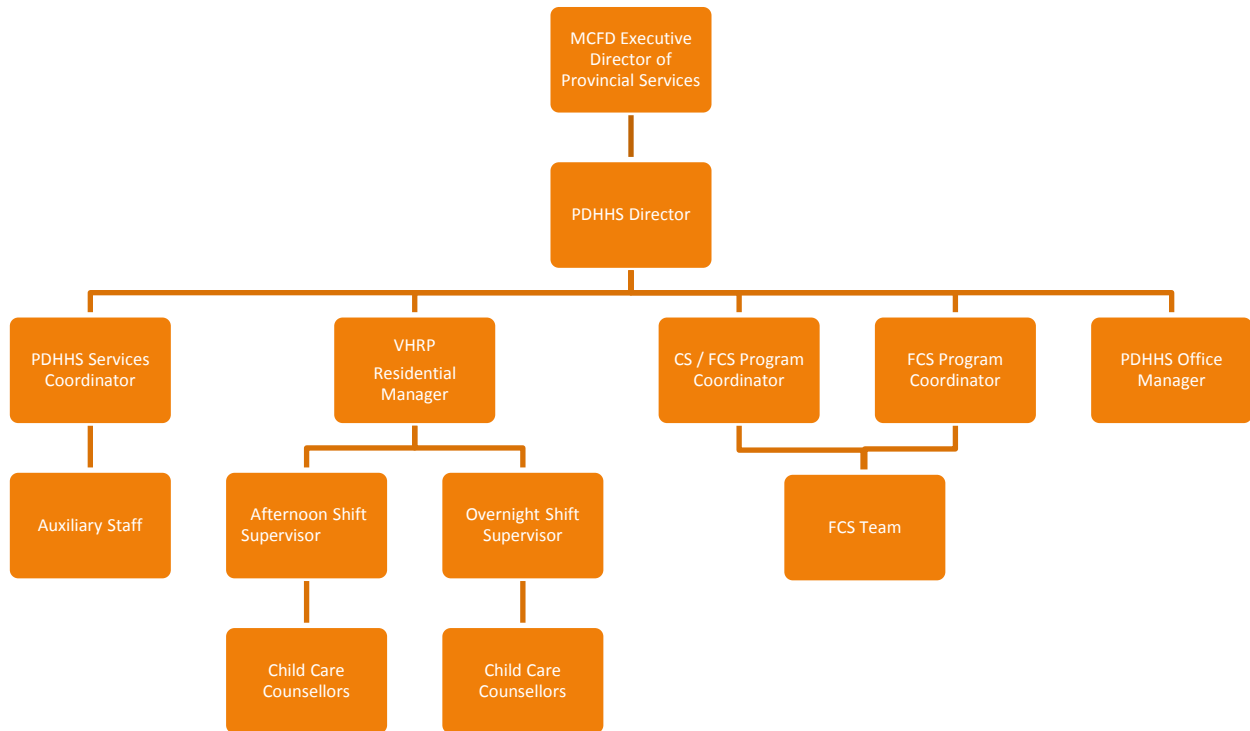 MCFD Executive
Director of
Provincial Services
PDHHS Director
PDHHS Services
Coordinator
VHRP
Residential
Manager
CS / FCS Program
Coordinator
FCS Program
Coordinator
PDHHS Office
Manager
Auxiliary Staff
Afternoon Shift
Supervisor
Overnight Shift
Supervisor
FCS Team
Child Care
Counsellors
Child Care
Counsellors